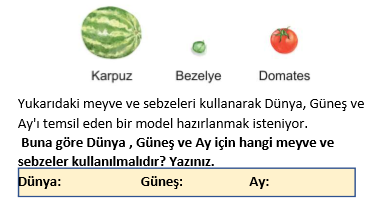 Karpuz Bezelye Domates
Yukarıdaki meyve ve sebzeleri kullanarak Dünya, Güneş ve
Ay'ı temsil eden bir model hazırlanmak isteniyor.
Buna göre Dünya , Güneş ve Ay için hangi meyve ve
sebzeler kullanılmalıdır? Yazınız.
Dünya: Güneş: Ay: